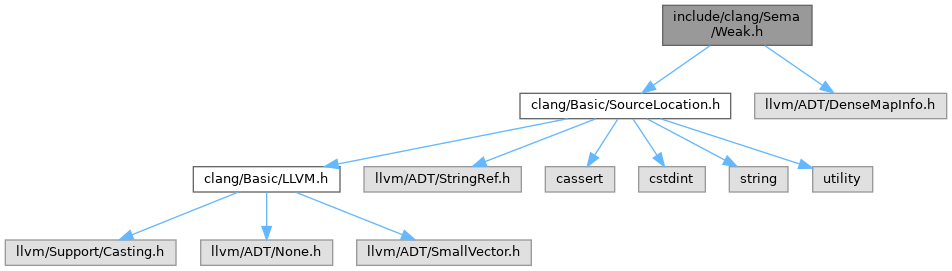 include/clang/Sema
/Weak.h
clang/Basic/SourceLocation.h
llvm/ADT/DenseMapInfo.h
clang/Basic/LLVM.h
llvm/ADT/StringRef.h
cassert
cstdint
string
utility
llvm/Support/Casting.h
llvm/ADT/None.h
llvm/ADT/SmallVector.h